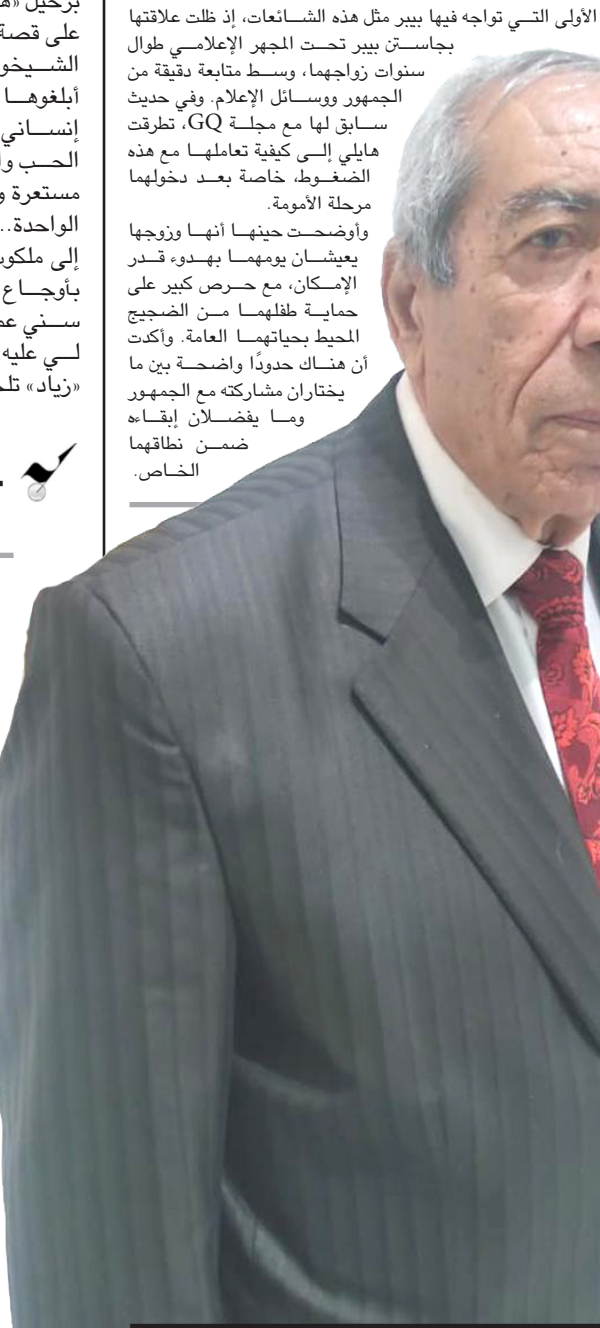 الأولى التي تواجه فيها بيبر مثل هذه الشائعات، إذ ظلت علاقتها
بجاستن بيبر تحت المجهر الإعلامي طوال
سنوات زواجهما، وسط متابعة دقيقة من
الجمهور ووسائل الإعلام. وفي حديث
سابق لها مع مجلة GQ، تطرقت
هايلي إلى كيفية تعاملها مع هذه
الضغوط، خاصة بعد دخولهما
مرحلة الأمومة.
وأوضحت حينها أنها وزوجها
يعيشان يومهما بهدوء قدر
الإمكان، مع حرص كبير على
حماية طفلهما من الضجيج
المحيط بحياتهما العامة. وأكدت
أن هناك حدودًا واضحة بين ما
يختاران مشاركته مع الجمهور
وما يفضلان إبقاءه
ضمن نطاقهما
الخاص.
برحيل «ه
على قصة
الشيخو
أبلغوها
إنساني
الحب وا
مستعرة و
الواحدة..
إلى ملكو
بأوجاع
سني عم
لي عليه
«زياد» تل